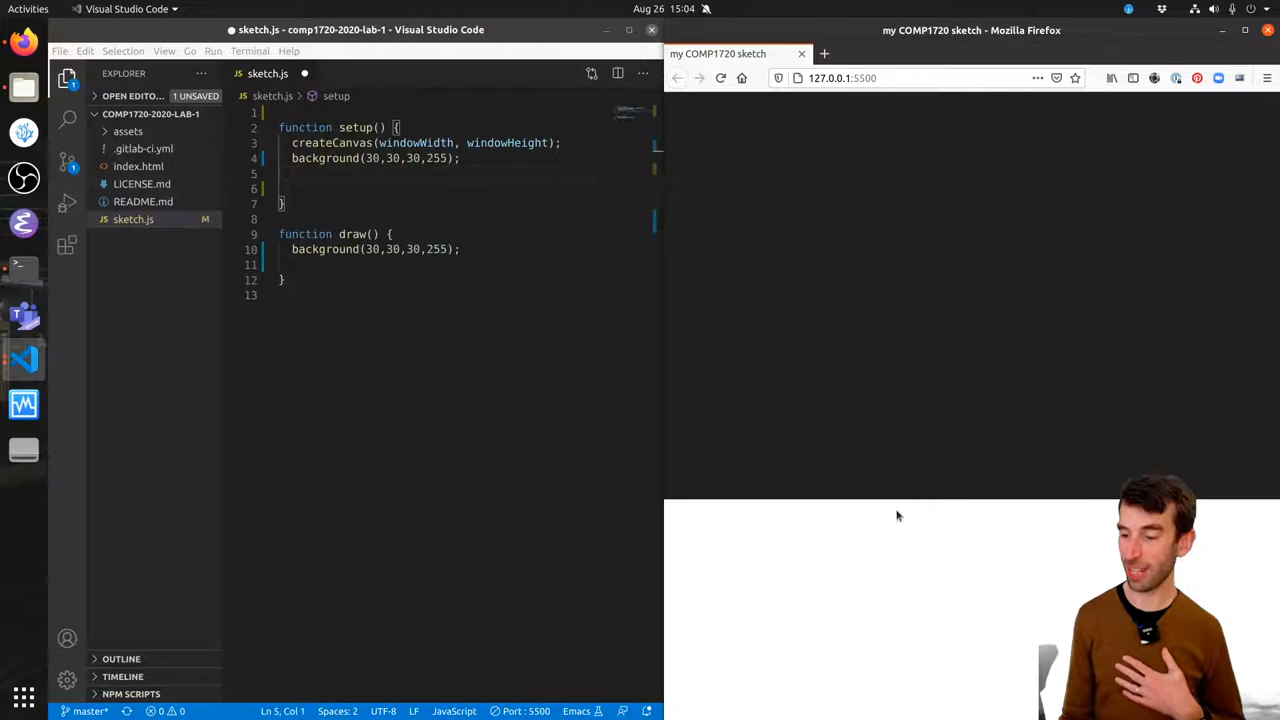 Activities
Visual Studio Code
Aug 26 15:04
sketch.js - comp1720-2020-lab-1 - Visual Studio Code
my COMP1720 sketch - Mozilla Firefox
File Edit Selection View Go Run Terminal Help
my COMP1720 sketch
127.0.0.1:5500
EXPLORER
OPEN EDITO... 1 UNSAVED
COMP1720-2020-LAB-1
assets
.gitlab-ci.yml
index.html
LICENSE.md
README.md
JS sketch.js M
OUTLINE
TIMELINE
NPM SCRIPTS
JS sketch.js
JS sketch.js > setup
1
2 function setup() {
3 createCanvas(windowWidth, windowHeight);
4 background(30,30,30,255);
5
6
7 }
8
9 function draw() {
10 background(30,30,30,255);
11
12 }
13
master* 0 0 Ln 5, Col 1 Spaces: 2 UTF-8 LF JavaScript Port : 5500 Emacs